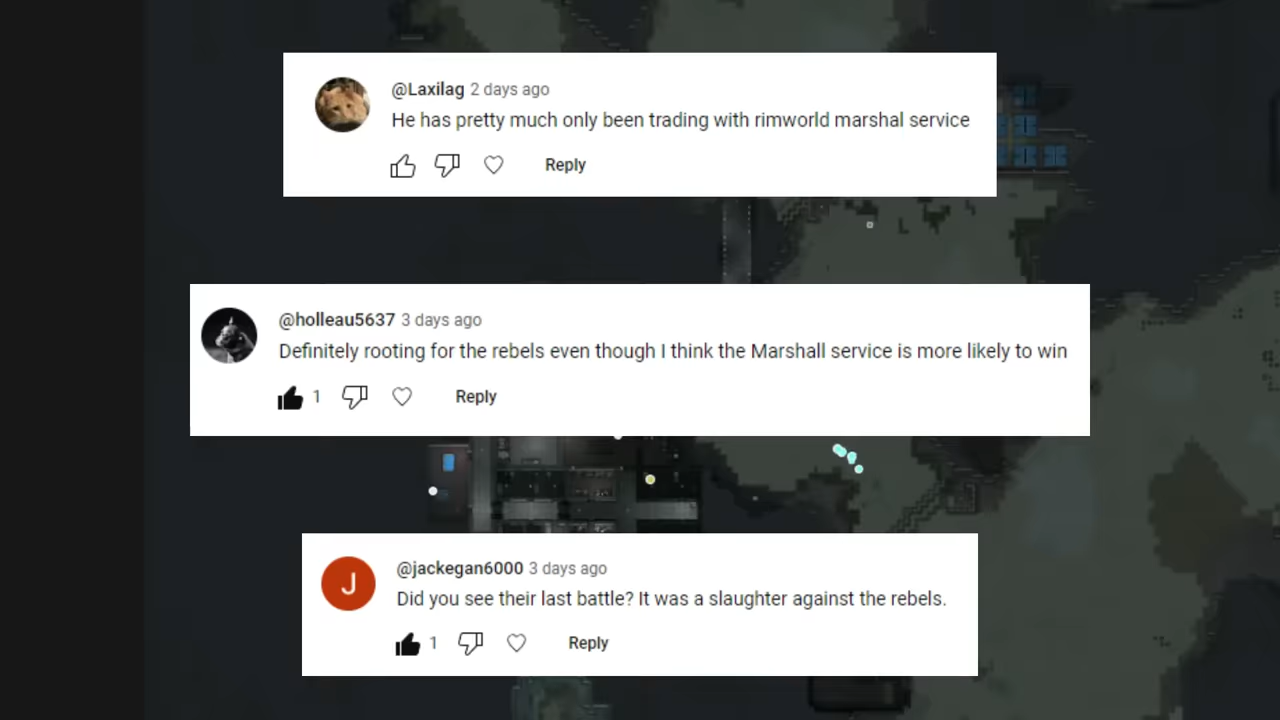 @Laxilag 2 days ago
He has pretty much only been trading with rimworld marshal service
Reply
@holleau5637 3 days ago
Definitely rooting for the rebels even though I think the Marshall service is more likely to win
1 Reply
J
@jackegan6000 3 days ago
Did you see their last battle? It was a slaughter against the rebels.
1 Reply